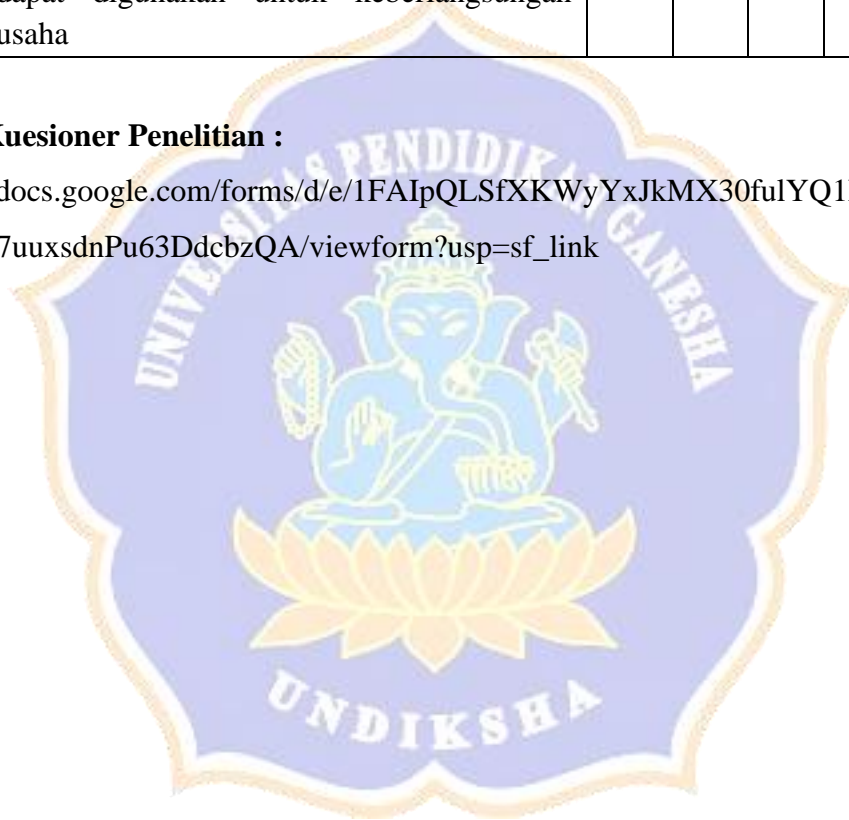 dapat digunakan untuk keberlangsungan
usaha
Kuesioner Penelitian :
docs.google.com/forms/d/e/1FAIpQLSfXKWyYxJkMX30fulYQ1
7uuxsdnPu63DdcbzQA/viewform?usp=sf_link
UNIVERSITAS PENDIDIKAN GANESHA
UNDIKSHA